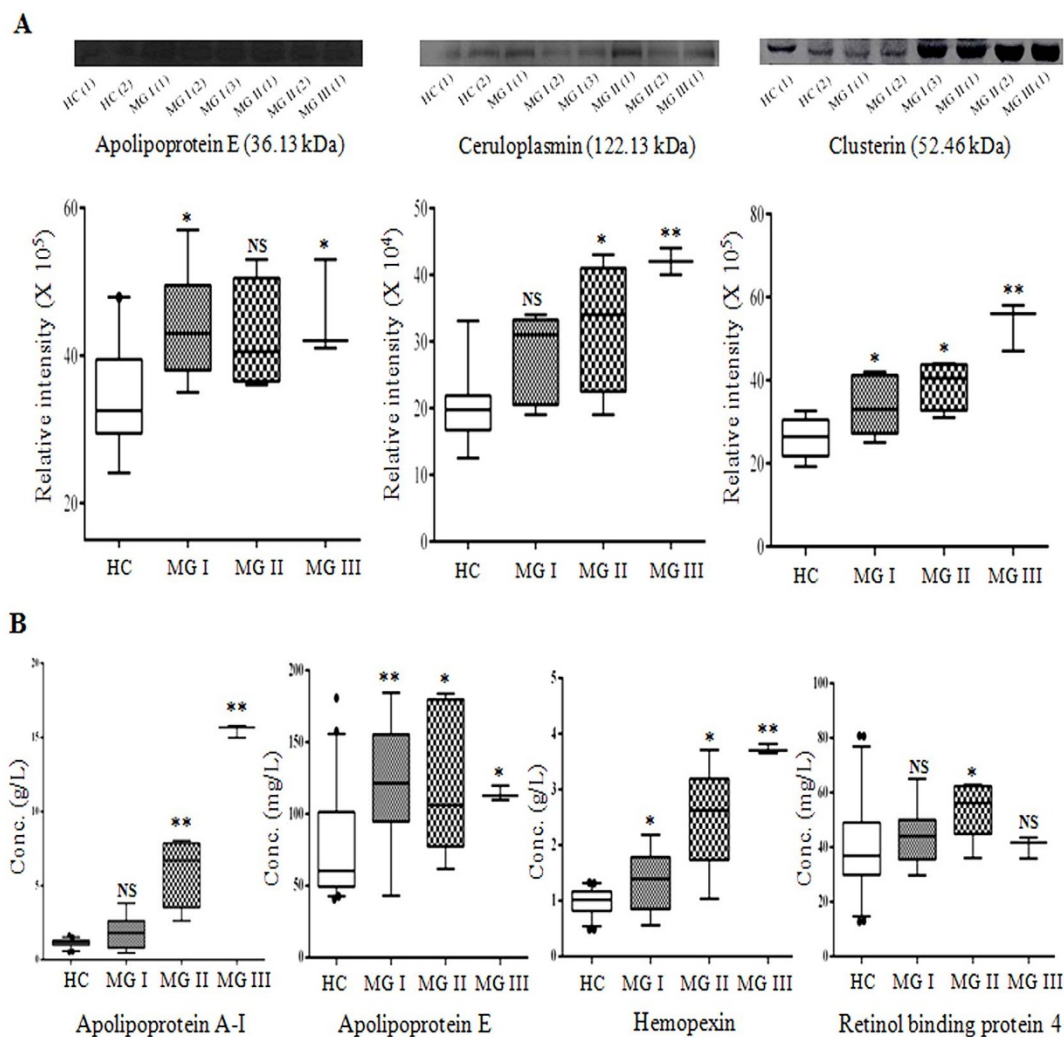 A
HC (1) HC (2) MG I (1) MG I (2) MG I (3) MG II (1) MG II (2) MG III (1)
HC (1) HC (2) MG I (1) MG I (2) MG I (3) MG II (1) MG II (2) MG III (1)
HC (1) HC (2) MG I (1) MG I (2) MG I (3) MG II (1) MG II (2) MG III (1)
Apolipoprotein E (36.13 kDa)
Ceruloplasmin (122.13 kDa)
Clusterin (52.46 kDa)
Relative intensity (X 10⁵)
60
40
20
*
NS
*
HC MG I MG II MG III
Relative intensity (X 10⁴)
50
40
30
20
10
0
NS
*
**
HC MG I MG II MG III
Relative intensity (X 10⁵)
80
60
40
20
0
*
*
**
HC MG I MG II MG III
B
Conc. (g/L)
20
15
10
5
0
NS
**
**
HC MG I MG II MG III
Apolipoprotein A-I
Conc. (mg/L)
200
150
100
50
0
**
*
*
HC MG I MG II MG III
Apolipoprotein E
Conc. (g/L)
5
4
3
2
1
0
*
*
**
HC MG I MG II MG III
Hemopexin
Conc. (mg/L)
100
80
60
40
20
0
NS
*
NS
HC MG I MG II MG III
Retinol binding protein 4